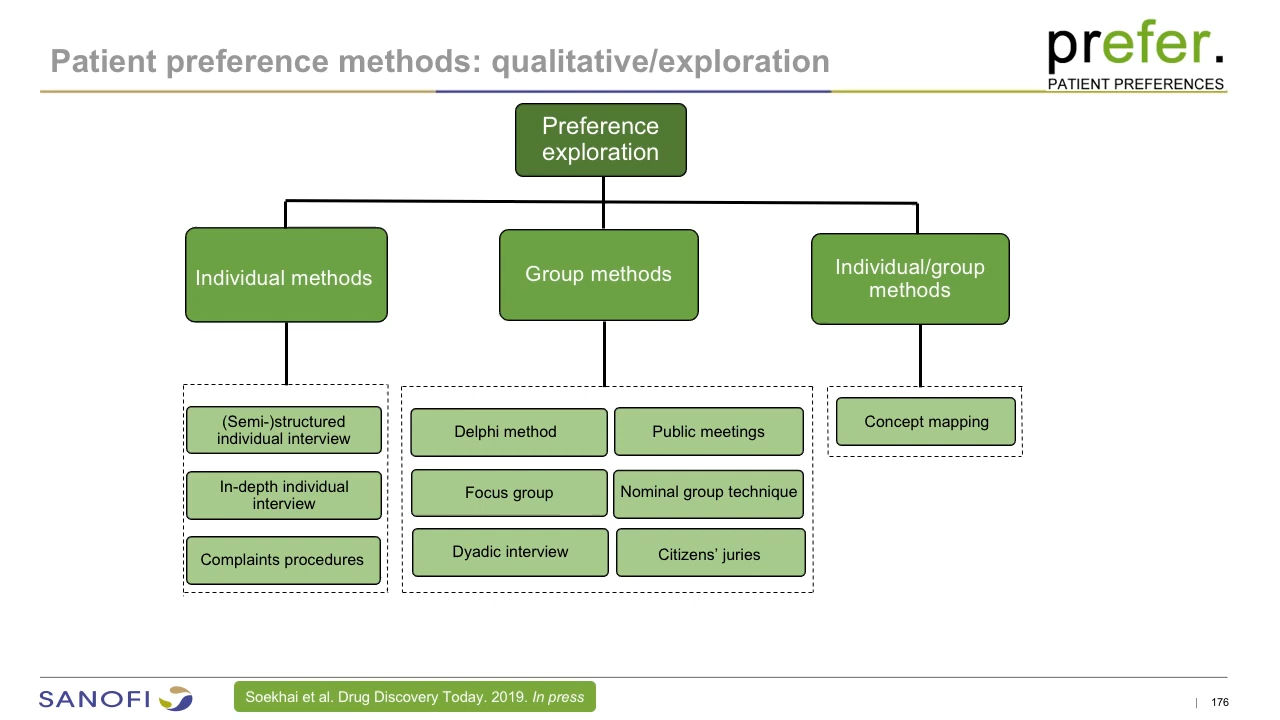 Patient preference methods: qualitative/exploration
prefer.
PATIENT PREFERENCES
Preference
exploration
Individual methods
Group methods
Individual/group
methods
(Semi-)structured
individual interview
In-depth individual
interview
Complaints procedures
Delphi method
Public meetings
Focus group
Nominal group technique
Dyadic interview
Citizens’ juries
Concept mapping
SANOFI
Soekhai et al. Drug Discovery Today. 2019. In press
| 176